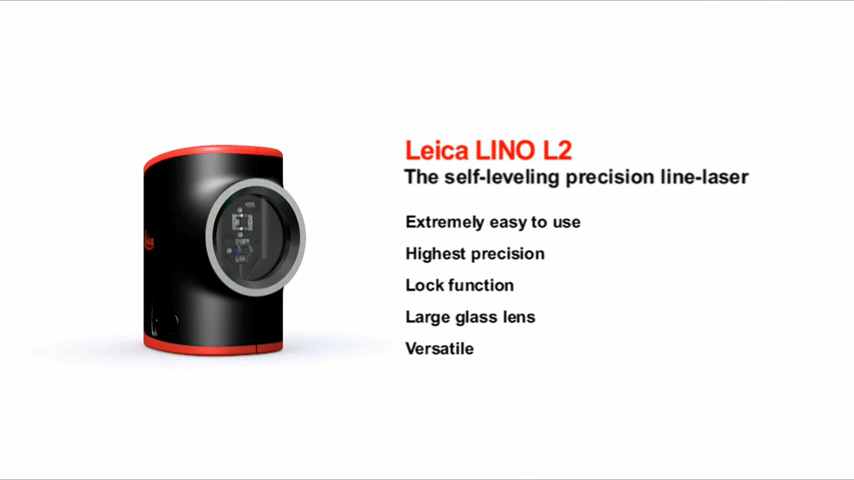 Leica LINO L2
The self-leveling precision line-laser
Extremely easy to use
Highest precision
Lock function
Large glass lens
Versatile